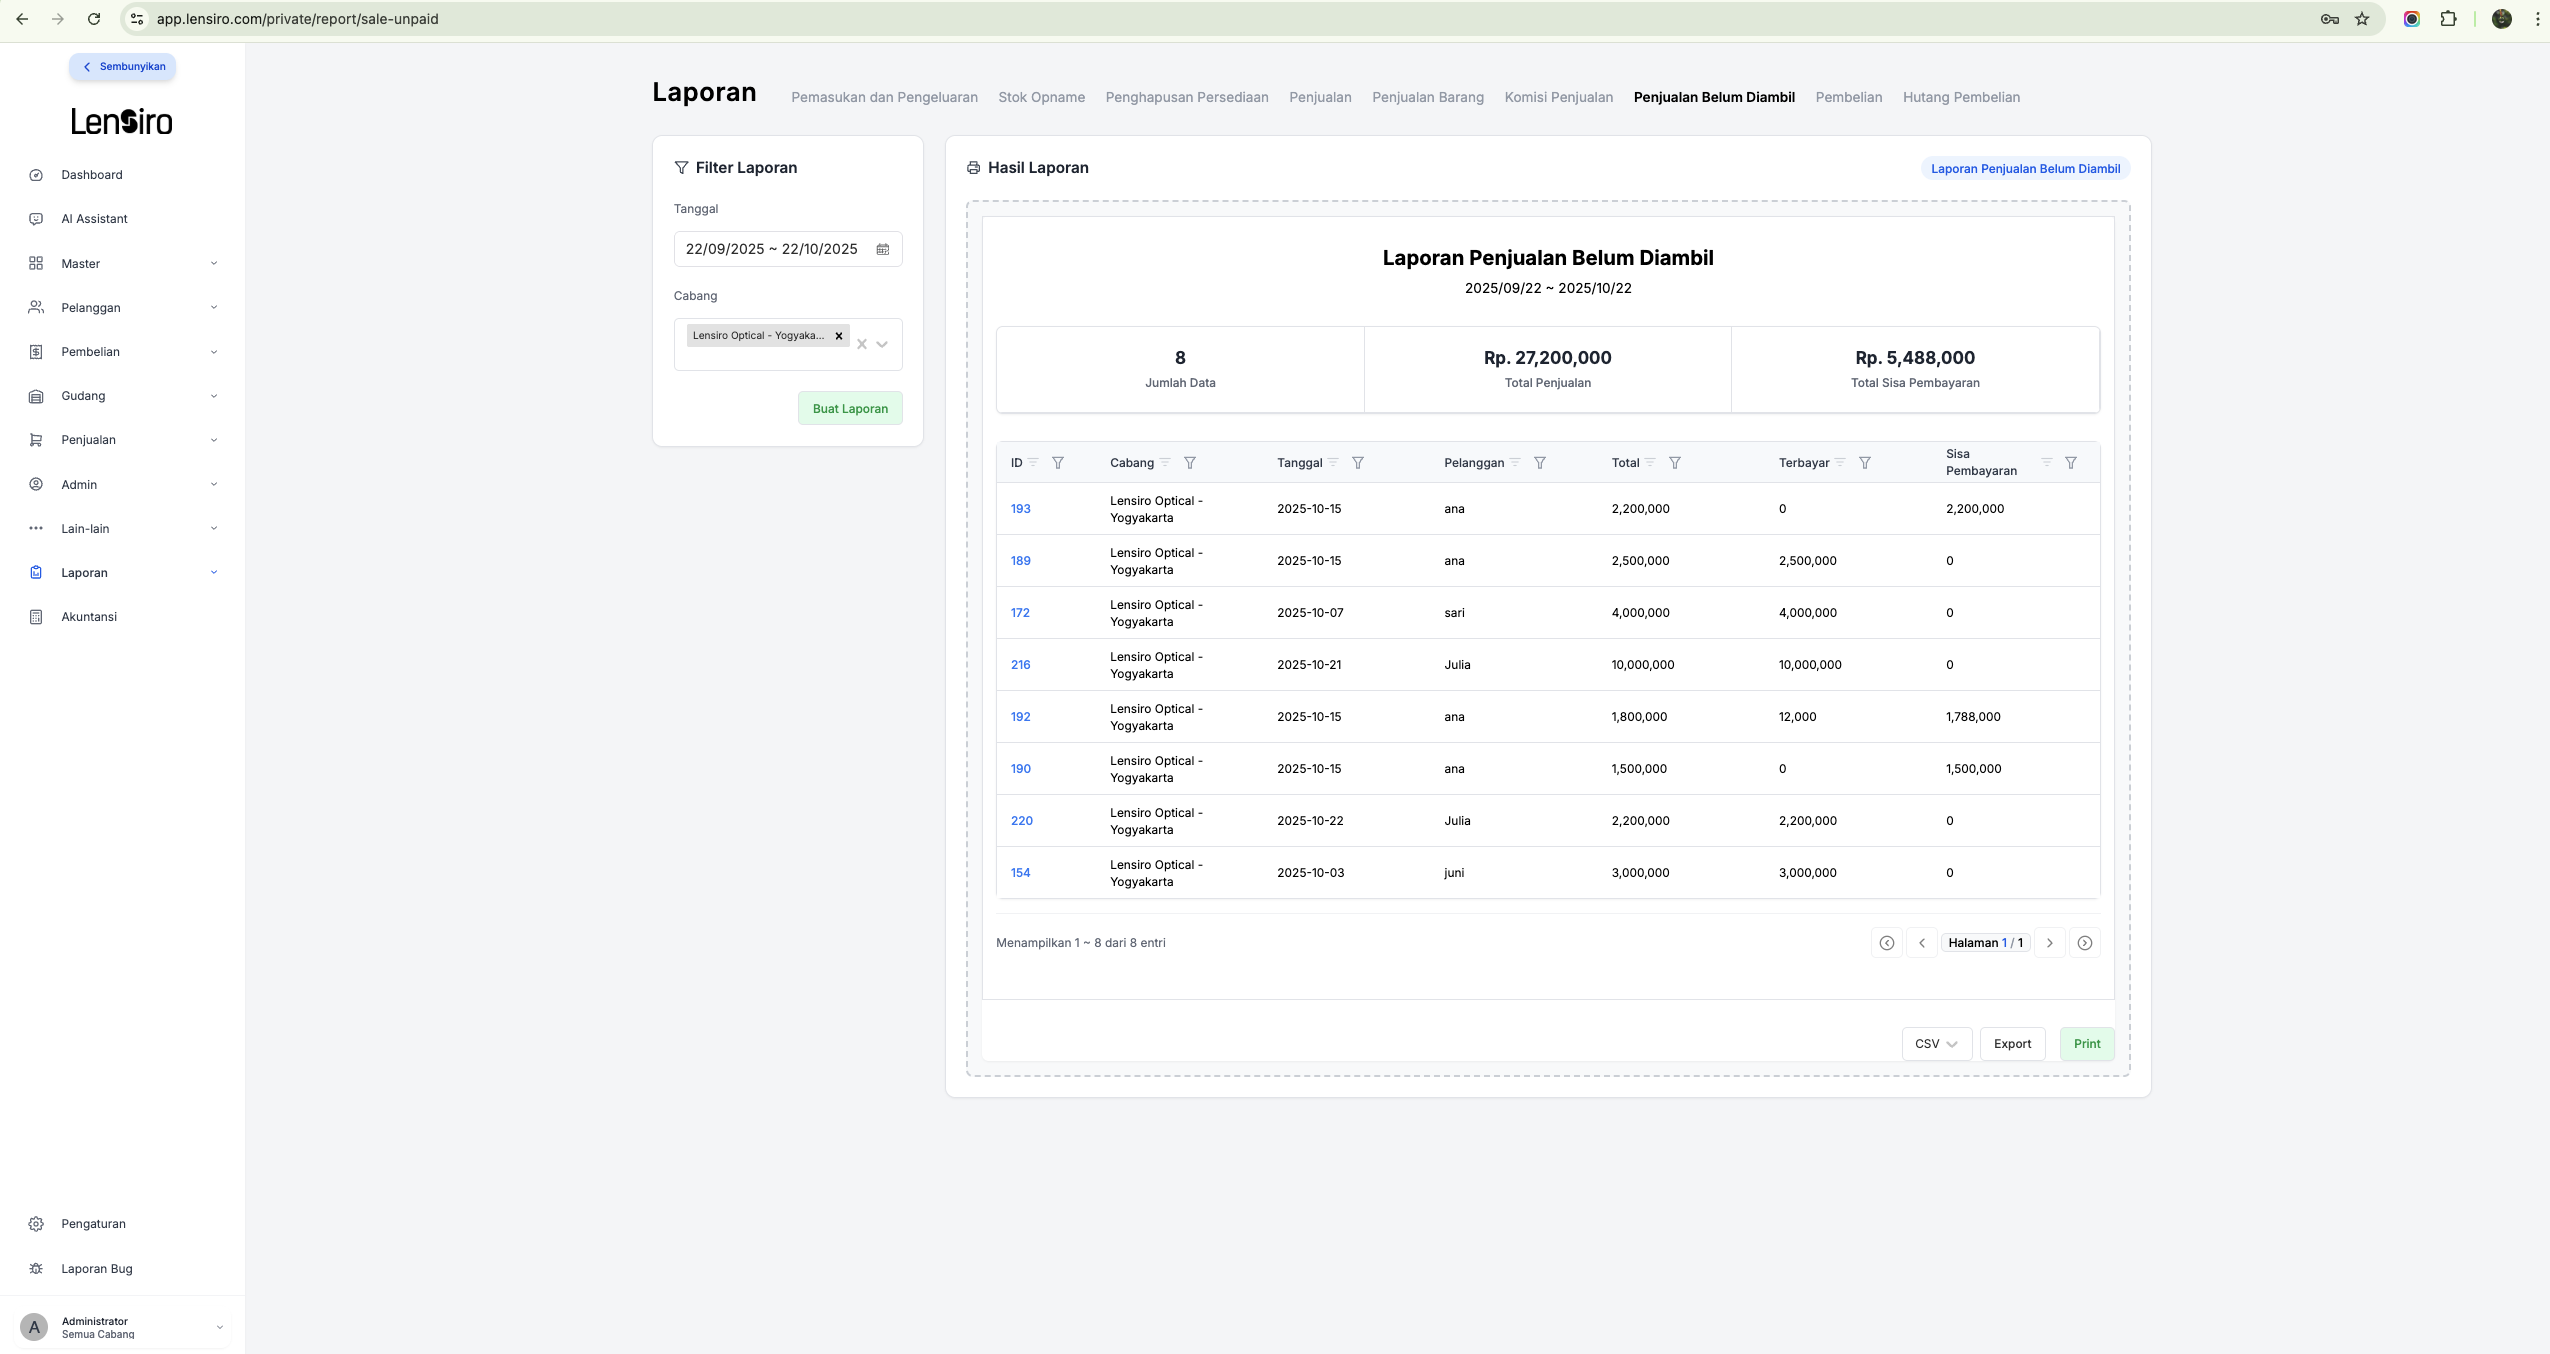 app.lensiro.com/private/report/sale-unpaid
Sembunyikan
Lensiro
Dashboard
AI Assistant
Master
Pelanggan
Pembelian
Gudang
Penjualan
Admin
Lain-lain
Laporan
Akuntansi
Pengaturan
Laporan Bug
A
Administrator
Semua Cabang
Laporan
Pemasukan dan Pengeluaran
Stok Opname
Penghapusan Persediaan
Penjualan
Penjualan Barang
Komisi Penjualan
Penjualan Belum Diambil
Pembelian
Hutang Pembelian
Filter Laporan
Tanggal
22/09/2025 ~ 22/10/2025
Cabang
Lensiro Optical - Yogyaka...
Buat Laporan
Hasil Laporan
Laporan Penjualan Belum Diambil
Laporan Penjualan Belum Diambil
2025/09/22 ~ 2025/10/22
8
Jumlah Data
Rp. 27,200,000
Total Penjualan
Rp. 5,488,000
Total Sisa Pembayaran
ID Cabang Tanggal Pelanggan Total Terbayar Sisa
Pembayaran
193 Lensiro Optical - 2025-10-15 ana 2,200,000 0 2,200,000
Yogyakarta
189 Lensiro Optical - 2025-10-15 ana 2,500,000 2,500,000 0
Yogyakarta
172 Lensiro Optical - 2025-10-07 sari 4,000,000 4,000,000 0
Yogyakarta
216 Lensiro Optical - 2025-10-21 Julia 10,000,000 10,000,000 0
Yogyakarta
192 Lensiro Optical - 2025-10-15 ana 1,800,000 12,000 1,788,000
Yogyakarta
190 Lensiro Optical - 2025-10-15 ana 1,500,000 0 1,500,000
Yogyakarta
220 Lensiro Optical - 2025-10-22 Julia 2,200,000 2,200,000 0
Yogyakarta
154 Lensiro Optical - 2025-10-03 juni 3,000,000 3,000,000 0
Yogyakarta
Menampilkan 1 ~ 8 dari 8 entri
Halaman 1 / 1
CSV
Export
Print